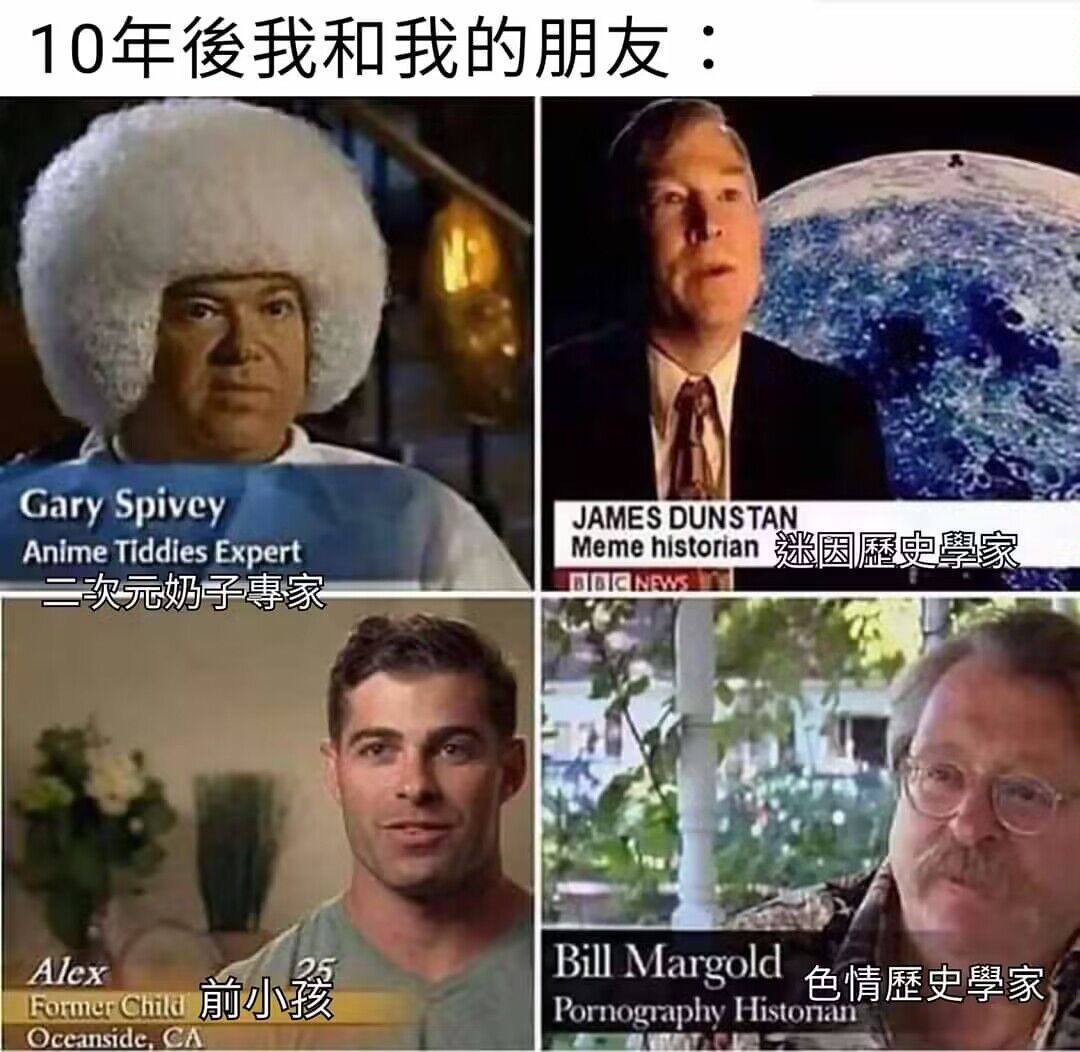 10年後我和我的朋友：
Gary Spivey
Anime Tiddies Expert
二次元奶子專家
JAMES DUNSTAN
Meme historian 迷因歷史學家
BBC NEWS
Alex 25
Former Child 前小孩
Oceanside, CA
Bill Margold
Pornography Historian 色情歷史學家